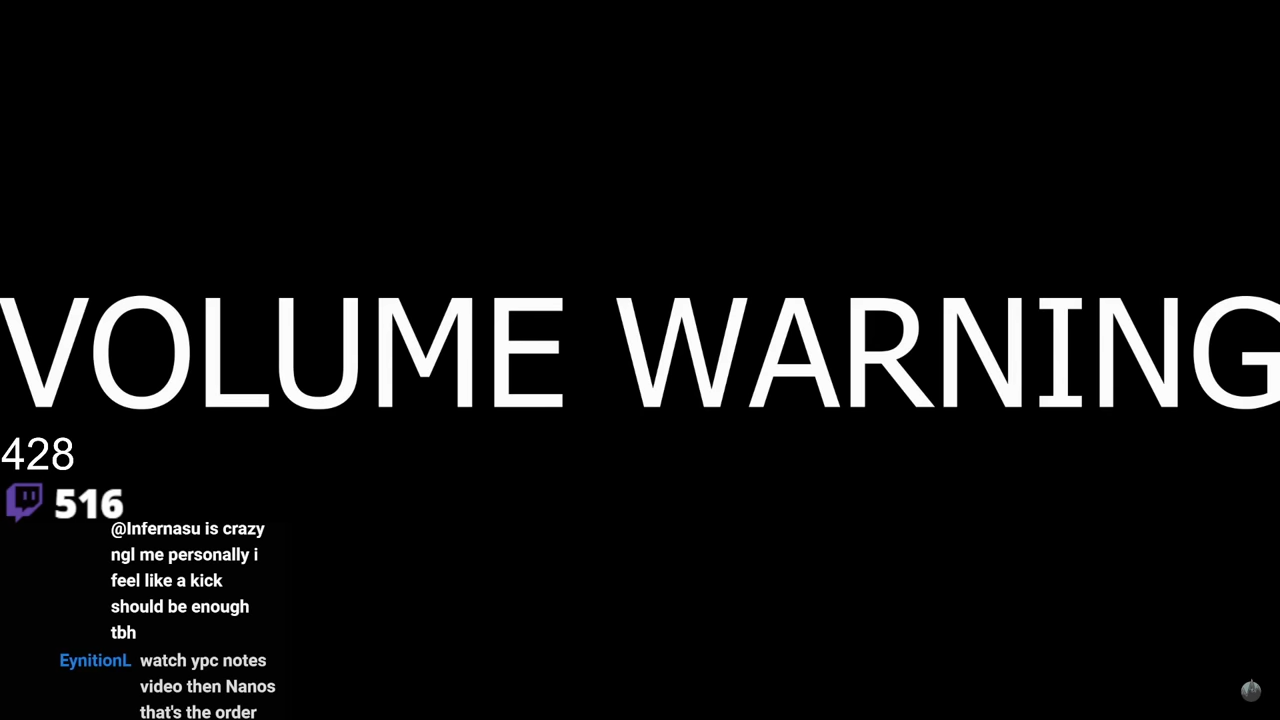 VOLUME WARNING
428
516
@Infernasu is crazy
ngl me personally i
feel like a kick
should be enough
tbh
EynitionL watch ypc notes
video then Nanos
that's the order